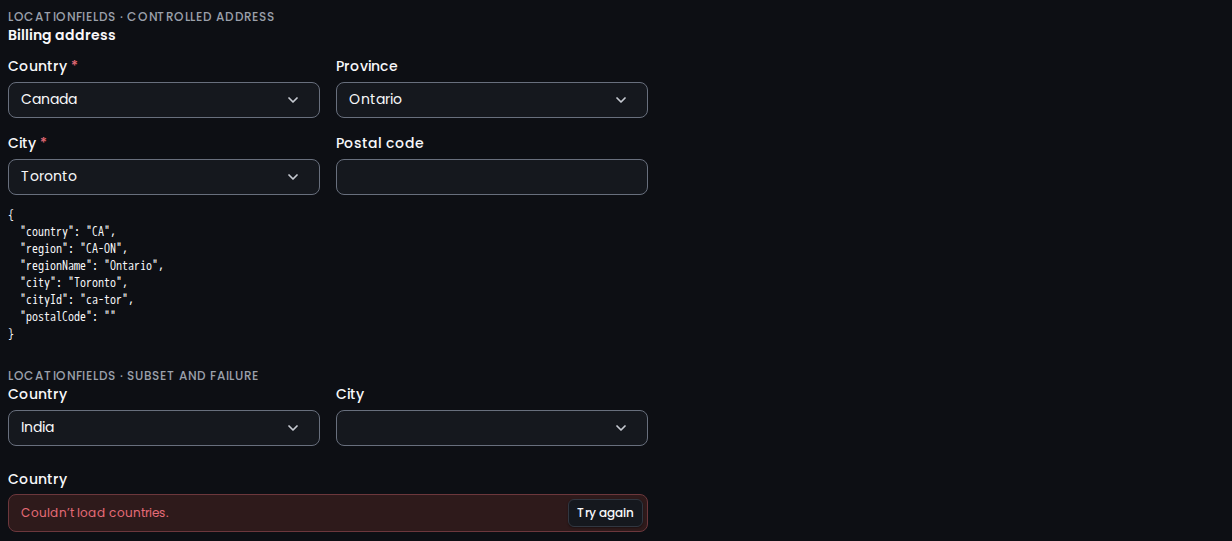 LOCATIONFIELDS · CONTROLLED ADDRESS
Billing address
Country *
Province
Canada
Ontario
City *
Postal code
Toronto
{
  "country": "CA",
  "region": "CA-ON",
  "regionName": "Ontario",
  "city": "Toronto",
  "cityId": "ca-tor",
  "postalCode": ""
}
LOCATIONFIELDS · SUBSET AND FAILURE
Country
City
India
Country
Couldn't load countries.
Try again